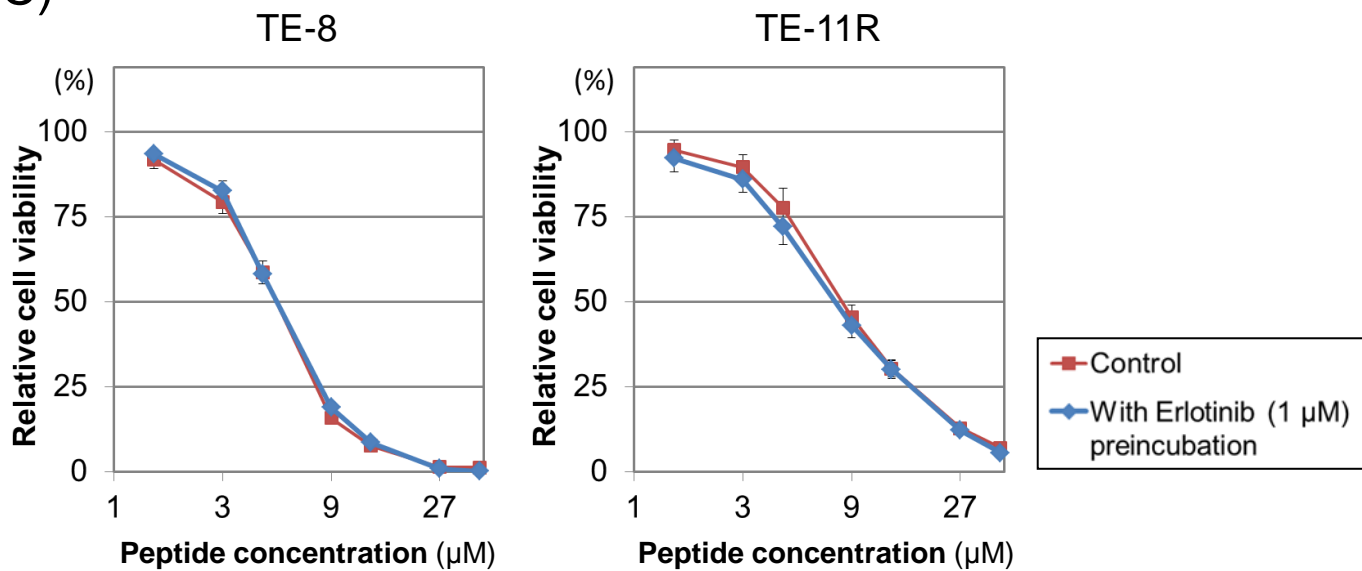 TE-8
(%)
100
75
50
25
0
1 3 9 27
Relative cell viability
Peptide concentration (µM)
TE-11R
(%)
100
75
50
25
0
1 3 9 27
Relative cell viability
Peptide concentration (µM)
Control
With Erlotinib (1 µM)
preincubation